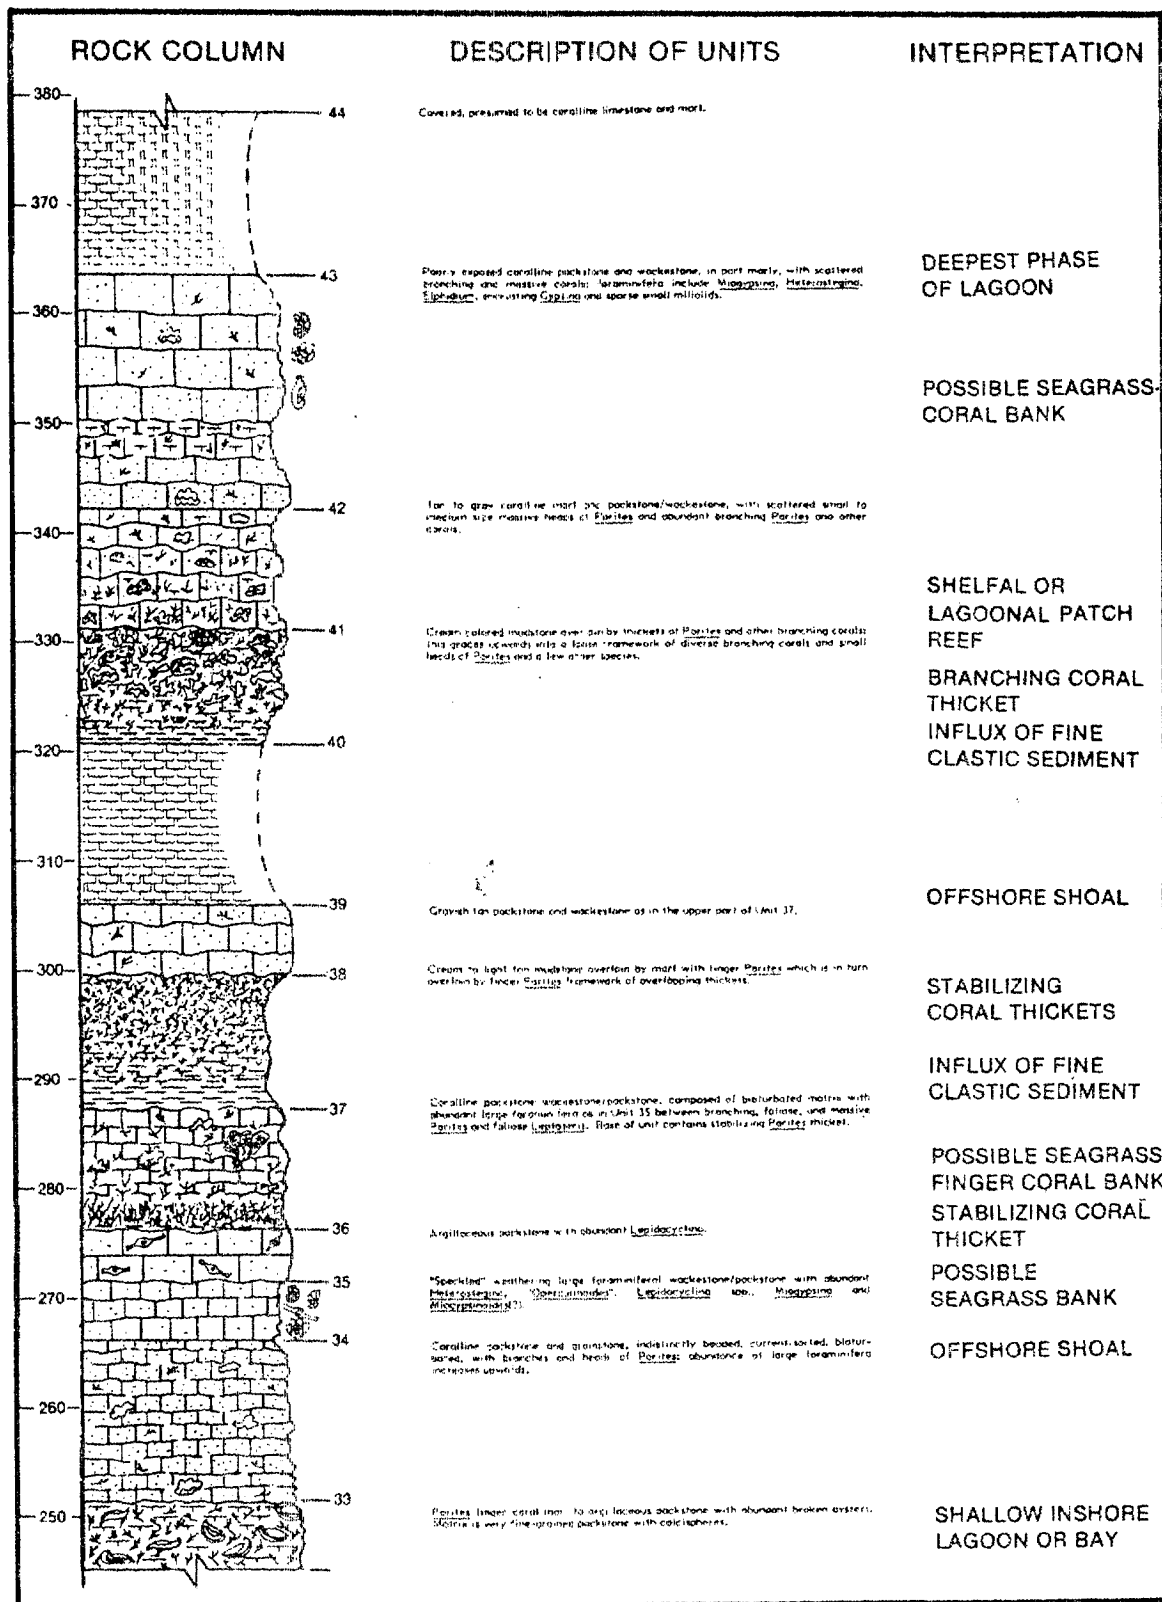 ROCK COLUMN
DESCRIPTION OF UNITS
INTERPRETATION
380
44
Covered, presumed to be coralline limestone and marl.
370
43
Poorly exposed coralline packstone and wackestone, in part marly, with scattered
branching and massive corals; foraminifera include Miogypsina, Heterostegina,
Elphidium, encrusting Gypsina and sparse small miliolids.
DEEPEST PHASE
OF LAGOON
360
POSSIBLE SEAGRASS-
CORAL BANK
350
42
Tan to gray coralline marl and packstone/wackestone, with scattered small to
medium size massive heads of Porites and abundant branching Porites and other
corals.
340
SHELFAL OR
LAGOONAL PATCH
REEF
41
Cream colored mudstone overlain by thickets of Porites and other branching corals;
this grades upwards into a framework of diverse branching corals and small
heads of Porites and a few other species.
330
BRANCHING CORAL
THICKET
INFLUX OF FINE
CLASTIC SEDIMENT
40
320
310
39
Grayish tan packstone and wackestone as in the upper part of Unit 37.
OFFSHORE SHOAL
38
Cream to light tan mudstone overlain by marl with finger Porites which is in turn
overlain by finger Porites framework of overlapping thickets.
300
STABILIZING
CORAL THICKETS
290
INFLUX OF FINE
CLASTIC SEDIMENT
37
Coralline packstone wackestone/packstone, composed of bioturbated matrix with
abundant large foraminifera as in Unit 35 between branching, foliose, and massive
Porites and foliose Leptoseris. Base of unit contains stabilizing Porites thicket.
POSSIBLE SEAGRASS
FINGER CORAL BANK
280
STABILIZING CORAL
THICKET
36
Argillaceous packstone with abundant Lepidocyclina.
35
"Speckled" weathering large foraminiferal wackestone/packstone with abundant
Heterostegina, "Operculinoides", Lepidocyclina spp., Miogypsina and
Miogypsinoides(?).
POSSIBLE
SEAGRASS BANK
270
34
Coralline packstone and grainstone, indistinctly bedded, current-sorted, biotur-
bated, with branches and heads of Porites; abundance of large foraminifera
increases upwards.
OFFSHORE SHOAL
260
33
Porites finger coral marl to argillaceous packstone with abundant broken oysters.
Matrix is very fine-grained packstone with calcispheres.
250
SHALLOW INSHORE
LAGOON OR BAY